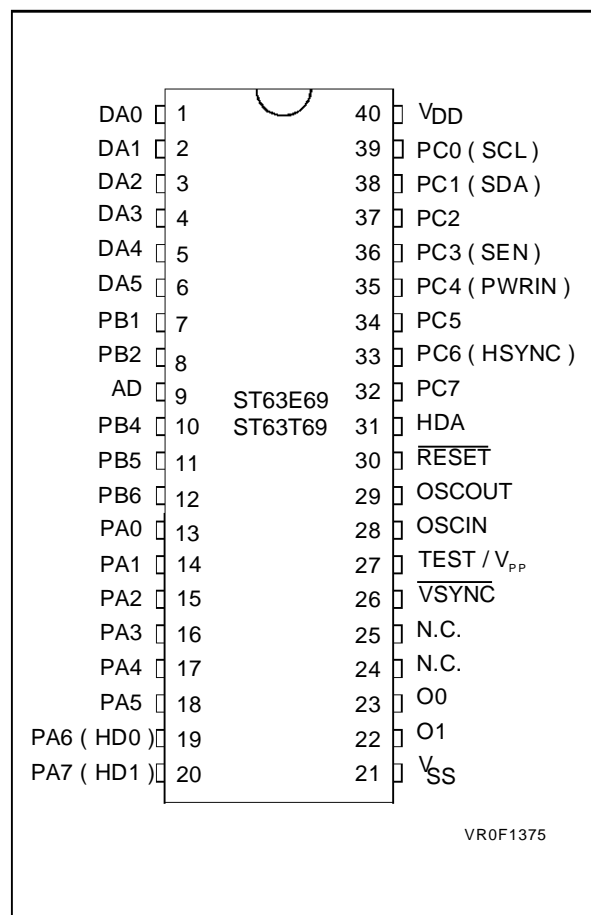 DA0 1 40 VDD
DA1 2 39 PC0 ( SCL )
DA2 3 38 PC1 ( SDA )
DA3 4 37 PC2
DA4 5 36 PC3 ( SEN )
DA5 6 35 PC4 ( PWRIN )
PB1 7 34 PC5
PB2 8 33 PC6 ( HSYNC )
AD 9 ST63E69 32 PC7
PB4 10 ST63T69 31 HDA
PB5 11 30 RESET
PB6 12 29 OSCOUT
PA0 13 28 OSCIN
PA1 14 27 TEST / VPP
PA2 15 26 VSYNC
PA3 16 25 N.C.
PA4 17 24 N.C.
PA5 18 23 O0
PA6 ( HD0 ) 19 22 O1
PA7 ( HD1 ) 20 21 VSS
VR0F1375